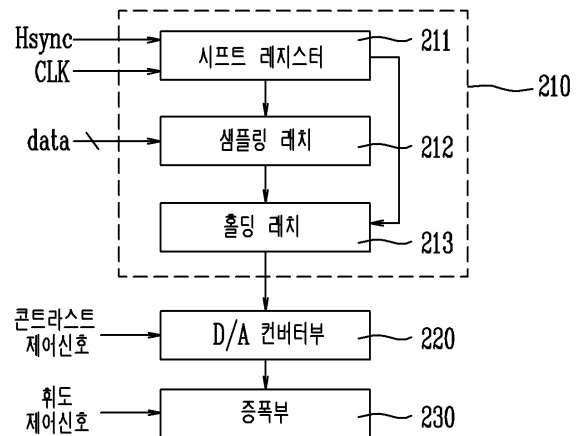 Hsync
CLK
시프트 레지스터
211
210
data
샘플링 래치
212
홀딩 래치
213
콘트라스트
제어신호
D/A 컨버터부
220
휘도
제어신호
증폭부
230